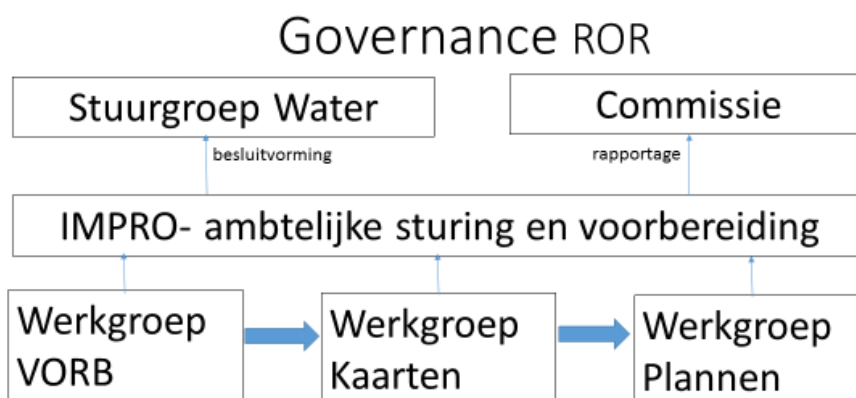 Governance ROR
Stuurgroep Water
Commissie
besluitvorming
rapportage
IMPRO- ambtelijke sturing en voorbereiding
Werkgroep
VORB
Werkgroep
Kaarten
Werkgroep
Plannen